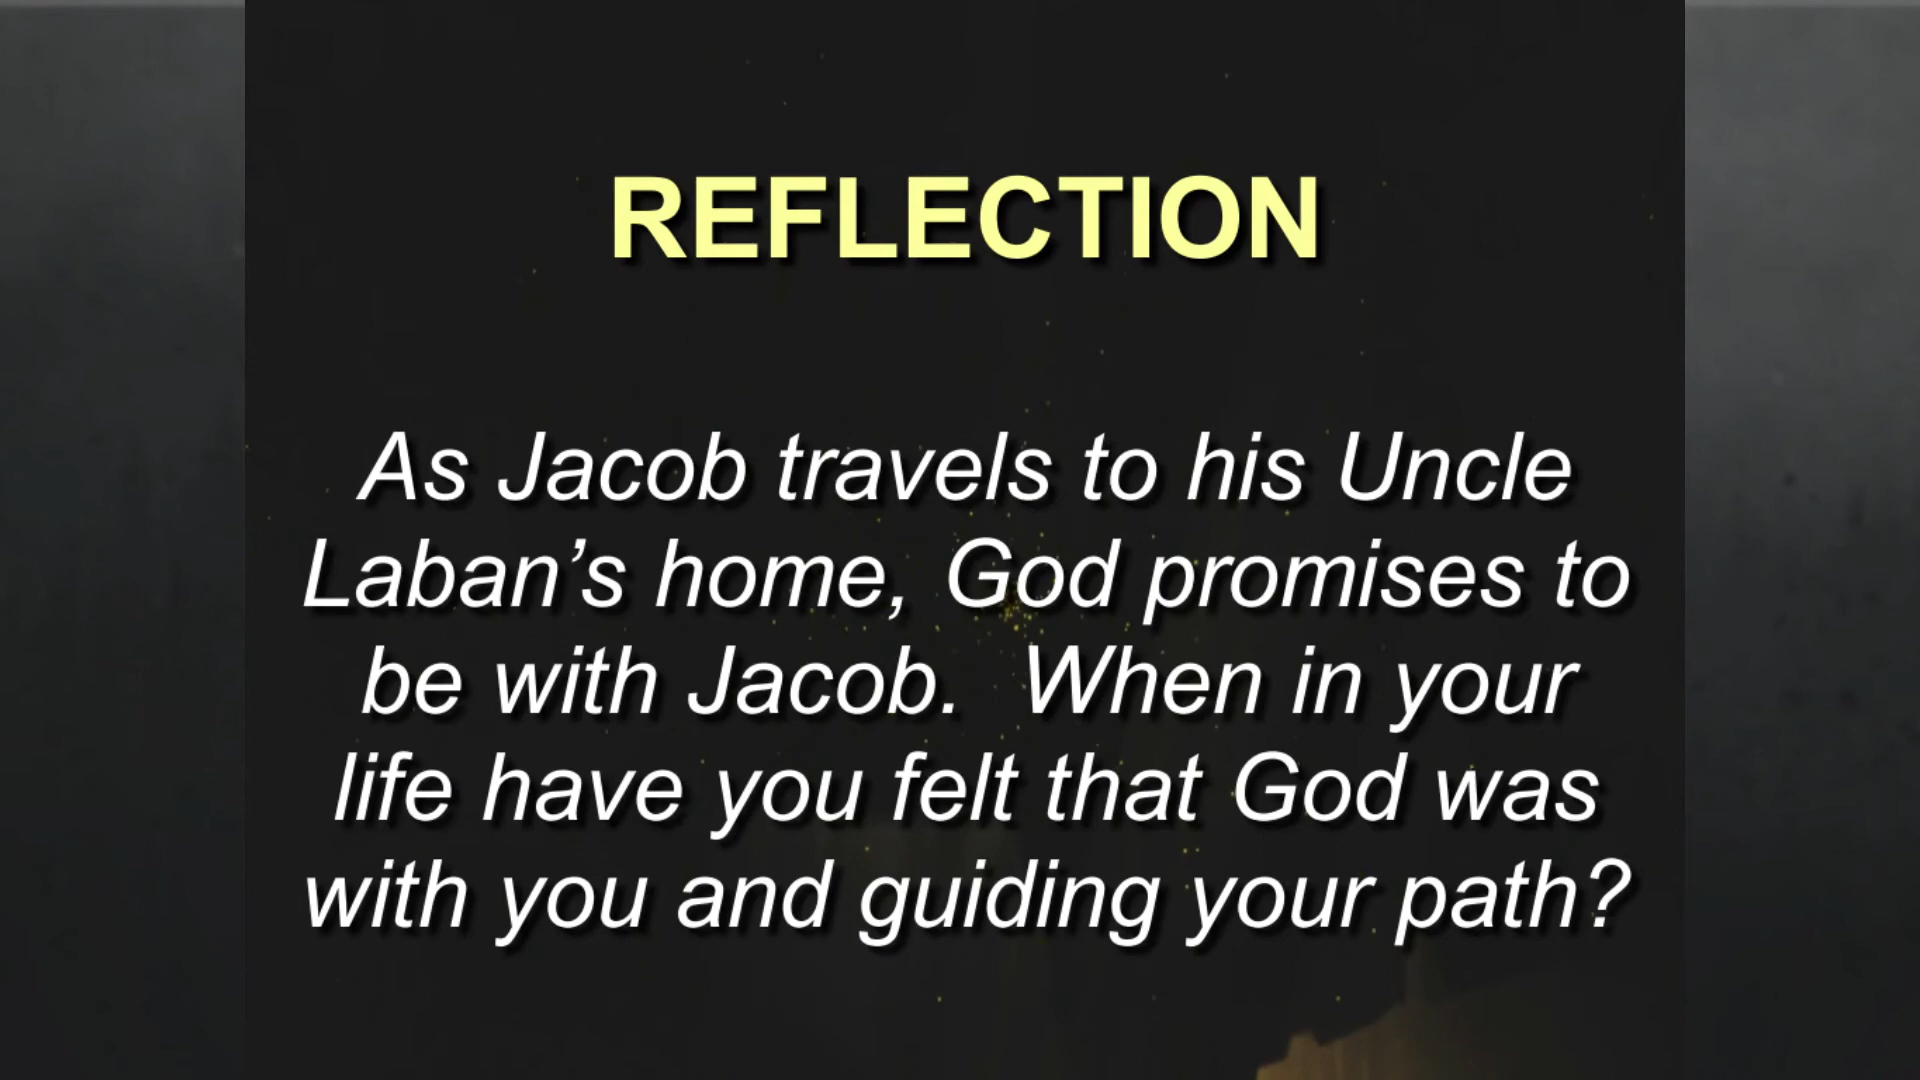 REFLECTION
As Jacob travels to his Uncle
Laban’s home, God promises to
be with Jacob.  When in your
life have you felt that God was
with you and guiding your path?